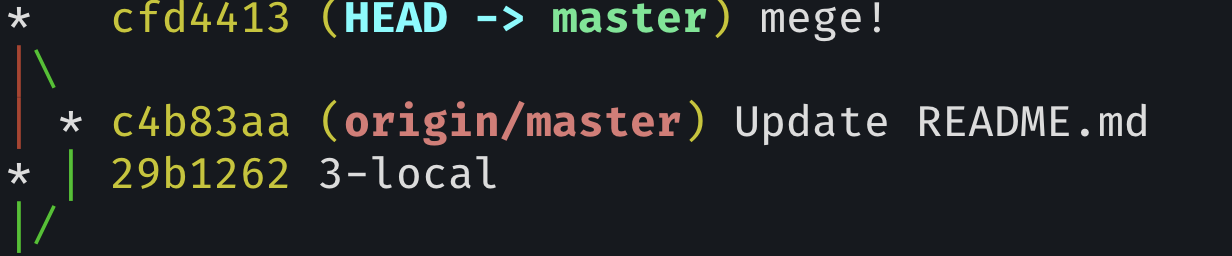 * cfd4413 (HEAD -> master) mege!
|\
| * c4b83aa (origin/master) Update README.md
* | 29b1262 3-local
|/